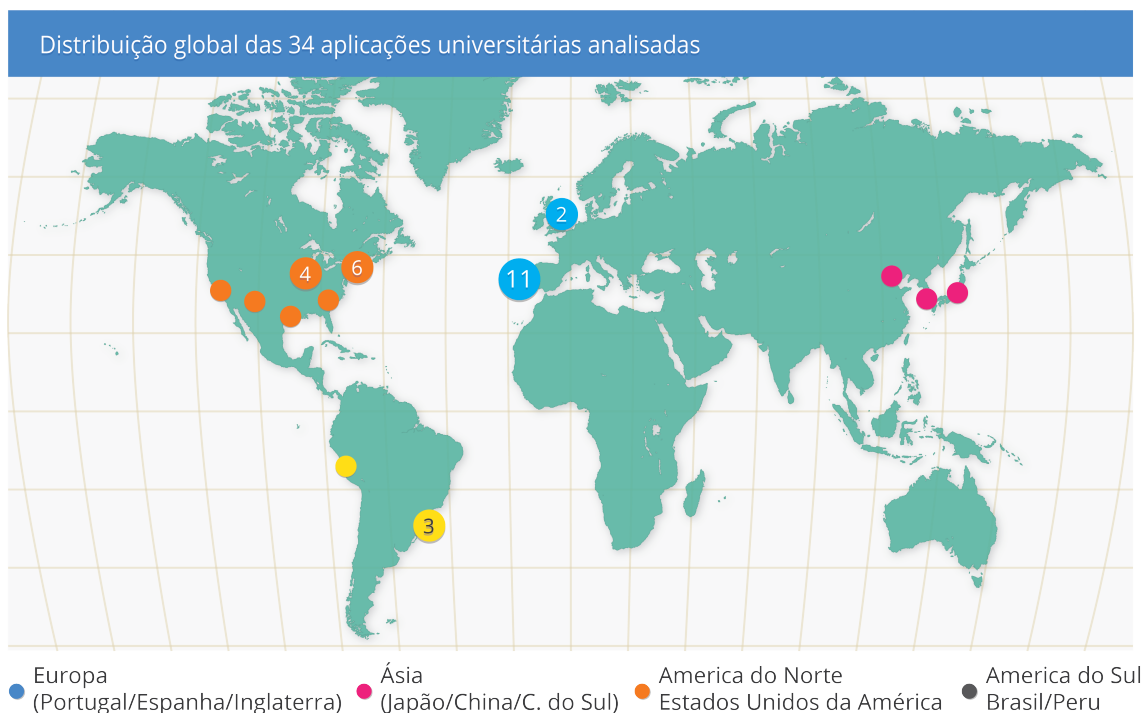 Distribuição global das 34 aplicações universitárias analisadas
2
4
6
11
3
Europa
(Portugal/Espanha/Inglaterra)
Ásia
(Japão/China/C. do Sul)
America do Norte
Estados Unidos da América
America do Sul
Brasil/Peru